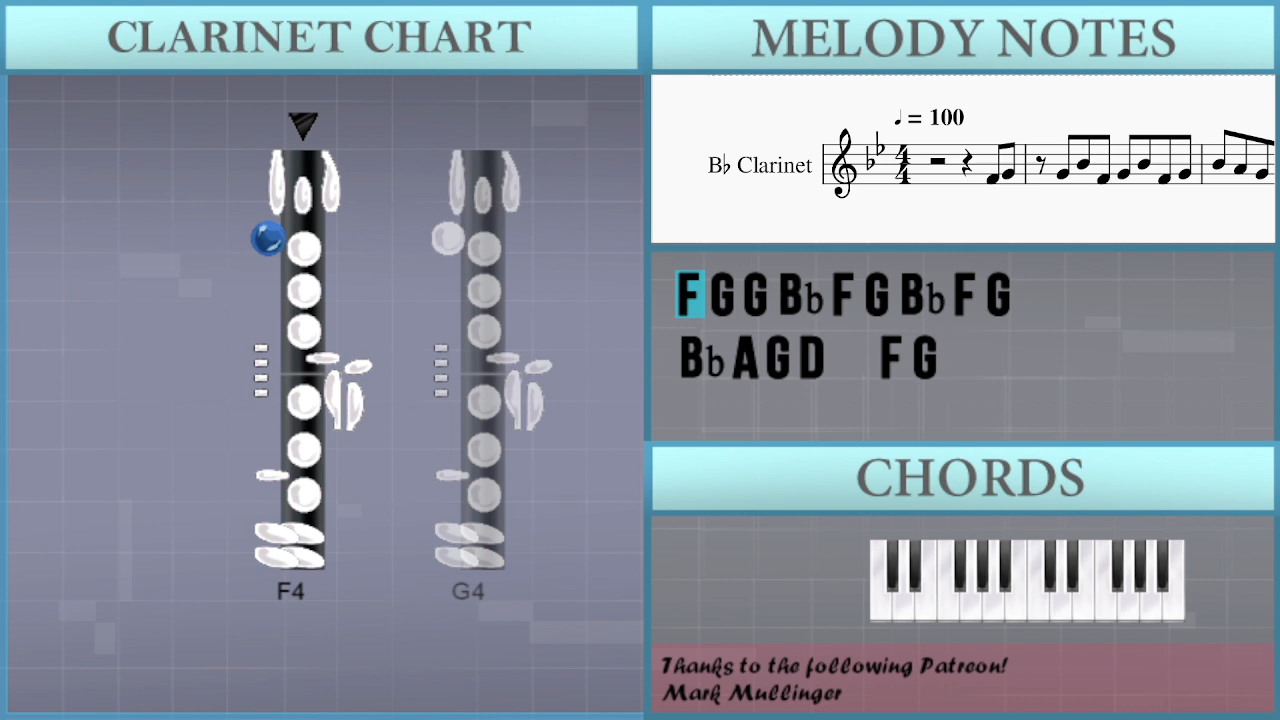 CLARINET CHART
F4 G4
MELODY NOTES
♩ = 100
B♭ Clarinet
4
4
F G G B♭ F G B♭ F G
B♭ A G D F G
CHORDS
Thanks to the following Patreon!
Mark Mullinger